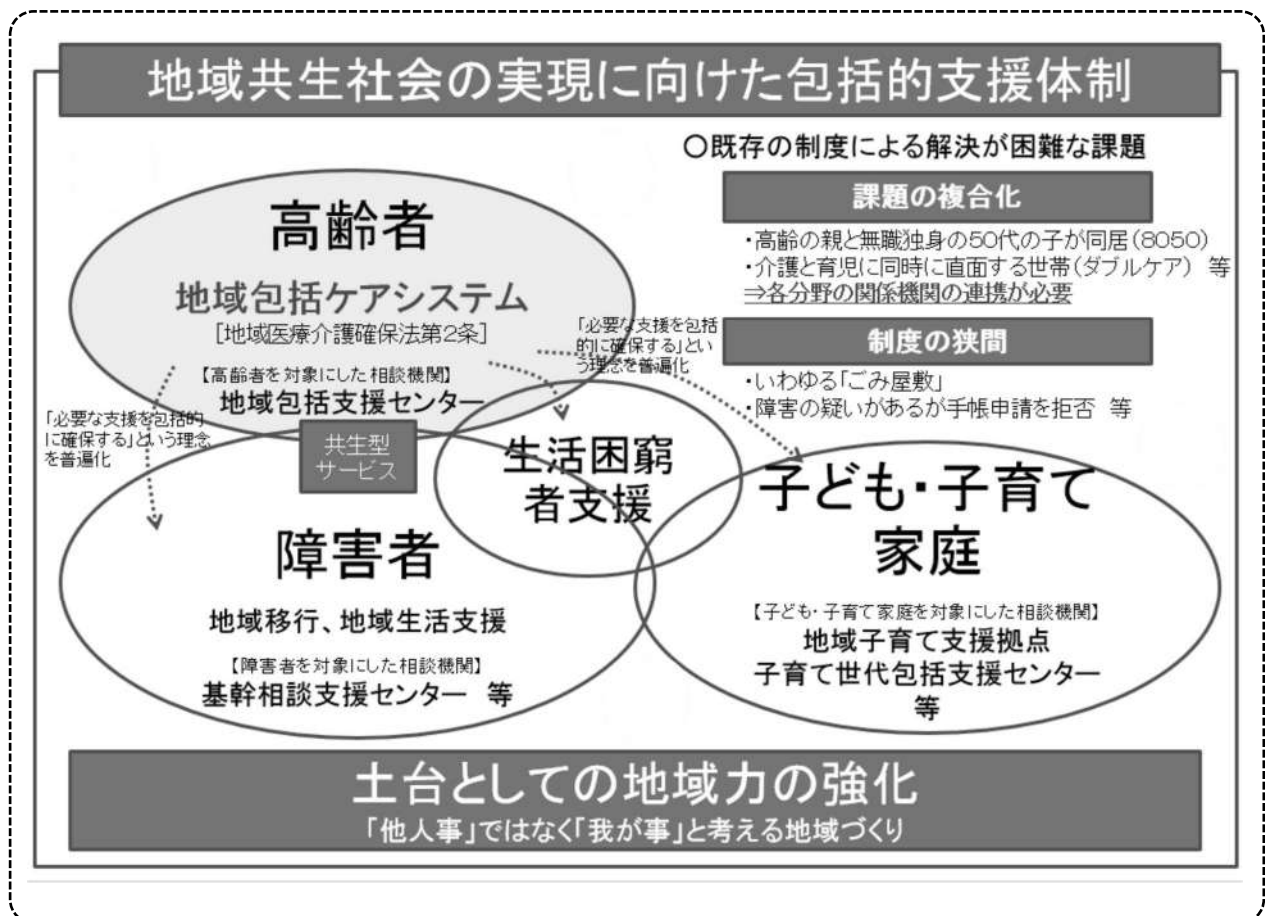 地域共生社会の実現に向けた包括的支援体制
○既存の制度による解決が困難な課題
課題の複合化
・高齢の親と無職独身の50代の子が同居(8050)
・介護と育児に同時に直面する世帯(ダブルケア) 等
⇒各分野の関係機関の連携が必要
制度の狭間
・いわゆる「ごみ屋敷」
・障害の疑いがあるが手帳申請を拒否 等
高齢者
地域包括ケアシステム
[地域医療介護確保法第2条]
【高齢者を対象にした相談機関】
地域包括支援センター
「必要な支援を包括
的に確保する」とい
う理念を普遍化
「必要な支援を包括的
に確保する」という理念
を普遍化
共生型
サービス
生活困窮
者支援
障害者
地域移行、地域生活支援
【障害者を対象にした相談機関】
基幹相談支援センター 等
子ども・子育て
家庭
【子ども・子育て家庭を対象にした相談機関】
地域子育て支援拠点
子育て世代包括支援センター
等
土台としての地域力の強化
「他人事」ではなく「我が事」と考える地域づくり